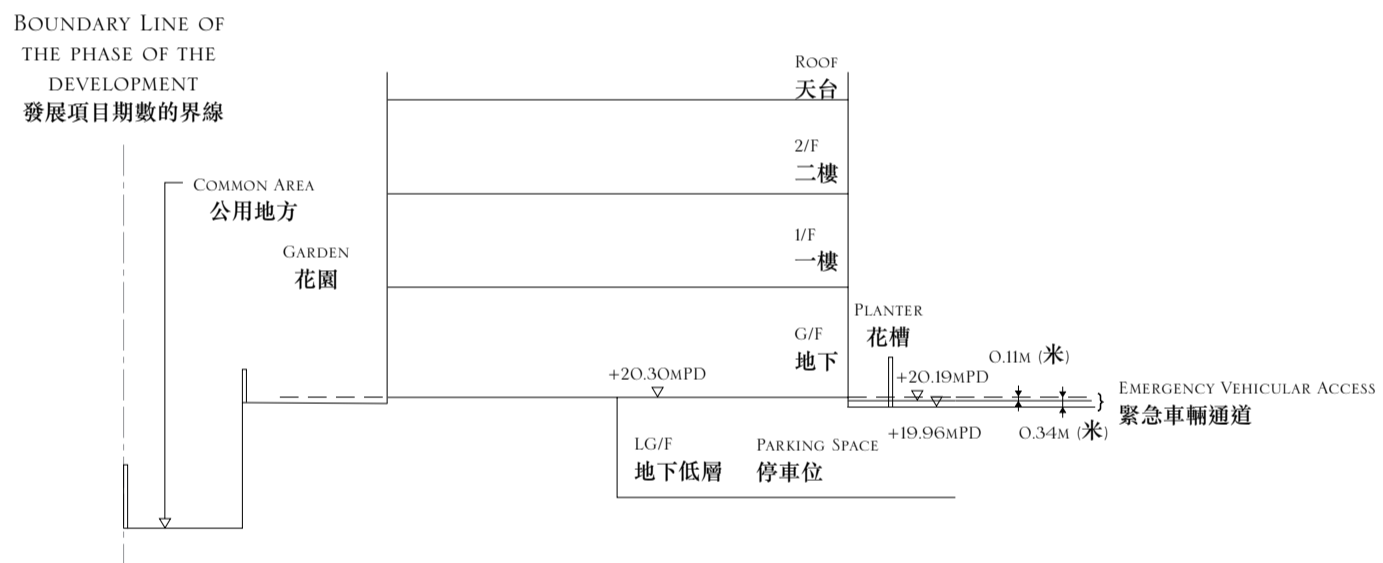 BOUNDARY LINE OF
THE PHASE OF THE
DEVELOPMENT
發展項目期數的界線
COMMON AREA
公用地方
GARDEN
花園
ROOF
天台
2/F
二樓
1/F
一樓
G/F
地下
PLANTER
花槽
0.11M (米)
+20.30MPD
+20.19MPD
EMERGENCY VEHICULAR ACCESS
緊急車輛通道
}
+19.96MPD
0.34M (米)
LG/F
地下低層
PARKING SPACE
停車位